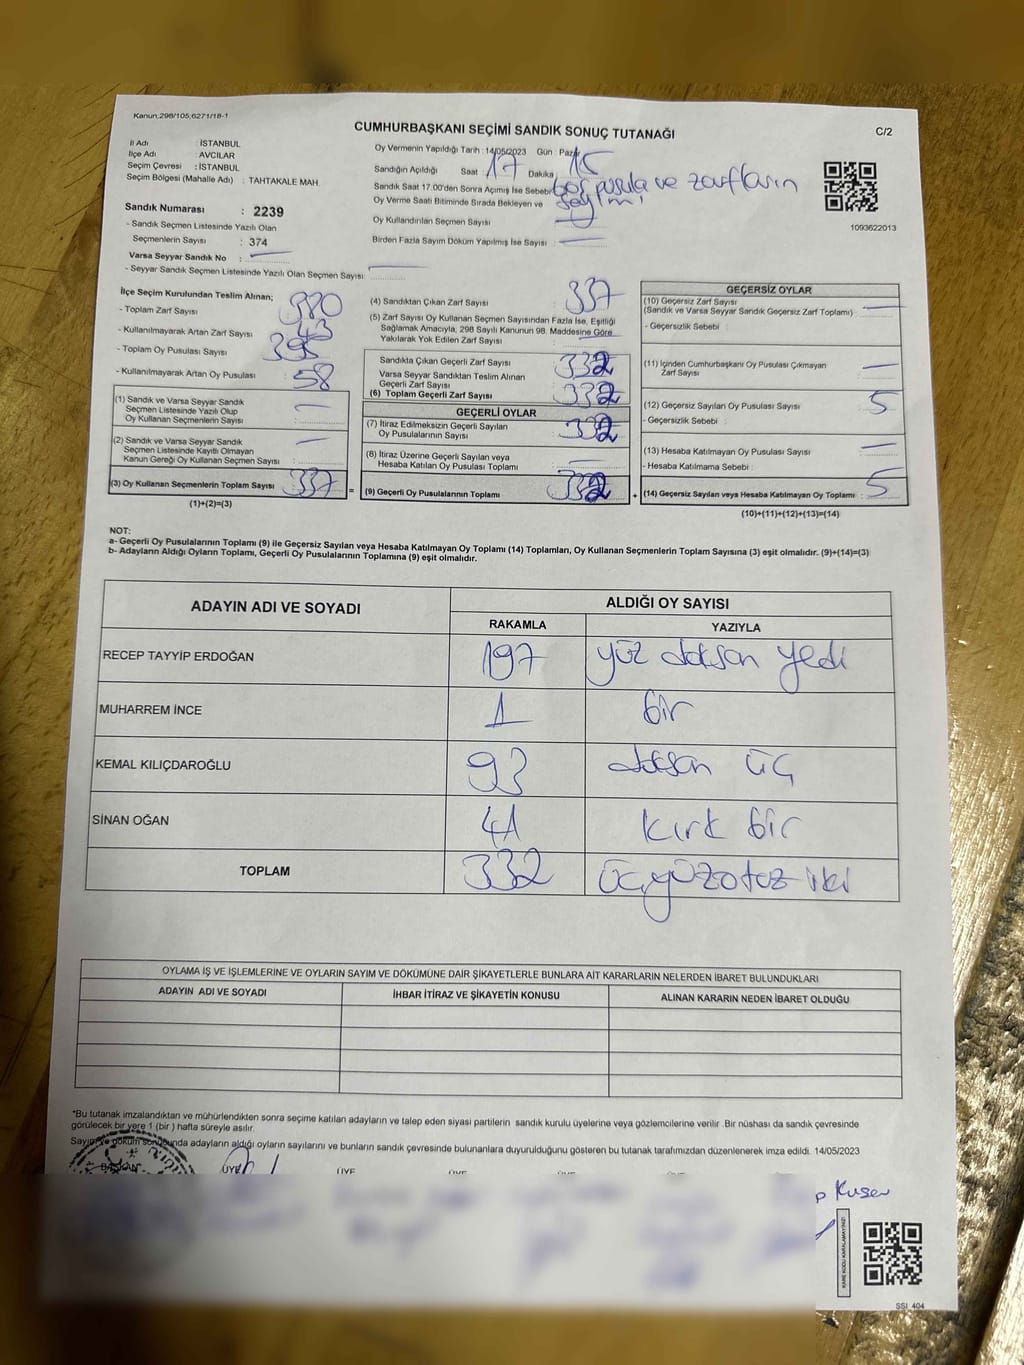 Kanun,298/105,6271/18-1
CUMHURBAŞKANI SEÇİMİ SANDIK SONUÇ TUTANAĞI
C/2
İl Adı : İSTANBUL
İlçe Adı : AVCILAR
Seçim Çevresi : İSTANBUL
Seçim Bölgesi (Mahalle Adı) : TAHTAKALE MAH.
Sandık Numarası : 2239
- Sandık Seçmen Listesinde Yazılı Olan
Seçmenlerin Sayısı : 374
Varsa Seyyar Sandık No :
- Seyyar Sandık Seçmen Listesinde Yazılı Olan Seçmen Sayısı :
Oy Vermenin Yapıldığı Tarih : 14/05/2023 Gün : Pazar
Sandığın Açıldığı Saat 17 Dakika : 15
Sandık Saat 17.00'den Sonra Açımış İse Sebebi boş pusula ve zarfların
sayımı
Oy Verme Saati Bitiminde Sırada Bekleyen ve
Oy Kullandırılan Seçmen Sayısı
Birden Fazla Sayım Döküm Yapılmış İse Sayısı :
1093622013
İlçe Seçim Kurulundan Teslim Alınan;
- Toplam Zarf Sayısı : 380
- Kullanılmayarak Artan Zarf Sayısı : 43
- Toplam Oy Pusulası Sayısı : 395
- Kullanılmayarak Artan Oy Pusulası : 58
(1) Sandık ve Varsa Seyyar Sandık
Seçmen Listesinde Yazılı Olup
Oy Kullanan Seçmenlerin Sayısı :
(2) Sandık ve Varsa Seyyar Sandık
Seçmen Listesinde Kayıtlı Olmayan
Kanun Gereği Oy Kullanan Seçmen Sayısı :
(3) Oy Kullanan Seçmenlerin Toplam Sayısı : 337
(1)+(2)=(3)
=
(4) Sandıktan Çıkan Zarf Sayısı : 337
(5) Zarf Sayısı Oy Kullanan Seçmen Sayısından Fazla İse, Eşitliği
Sağlamak Amacıyla, 298 Sayılı Kanunun 98. Maddesine Göre
Yakılarak Yok Edilen Zarf Sayısı :
Sandıkta Çıkan Geçerli Zarf Sayısı : 332
Varsa Seyyar Sandıktan Teslim Alınan
Geçerli Zarf Sayısı
(6) Toplam Geçerli Zarf Sayısı : 332
GEÇERLİ OYLAR
(7) İtiraz Edilmeksizin Geçerli Sayılan
Oy Pusulalarının Sayısı : 332
(8) İtiraz Üzerine Geçerli Sayılan veya
Hesaba Katılan Oy Pusulası Toplamı :
(9) Geçerli Oy Pusulalarının Toplamı : 332
+
GEÇERSİZ OYLAR
(10) Geçersiz Zarf Sayısı
(Sandık ve Varsa Seyyar Sandık Geçersiz Zarf Toplamı) :
- Geçersizlik Sebebi :
(11) İçinden Cumhurbaşkanı Oy Pusulası Çıkmayan
Zarf Sayısı :
(12) Geçersiz Sayılan Oy Pusulası Sayısı : 5
- Geçersizlik Sebebi :
(13) Hesaba Katılmayan Oy Pusulası Sayısı :
- Hesaba Katılmama Sebebi :
(14) Geçersiz Sayılan veya Hesaba Katılmayan Oy Toplamı : 5
(10)+(11)+(12)+(13)=(14)
NOT:
a- Geçerli Oy Pusulalarının Toplamı (9) ile Geçersiz Sayılan veya Hesaba Katılmayan Oy Toplamı (14) Toplamları, Oy Kullanan Seçmenlerin Toplam Sayısına (3) eşit olmalıdır. (9)+(14)=(3)
b- Adayların Aldığı Oyların Toplamı, Geçerli Oy Pusulalarının Toplamına (9) eşit olmalıdır.
ADAYIN ADI VE SOYADI
ALDIĞI OY SAYISI
RAKAMLA YAZIYLA
RECEP TAYYİP ERDOĞAN 197 yüz doksan yedi
MUHARREM İNCE 1 bir
KEMAL KILIÇDAROĞLU 93 doksan üç
SİNAN OĞAN 41 kırk bir
TOPLAM 332 üçyüzotuz iki
OYLAMA İŞ VE İŞLEMLERİNE VE OYLARIN SAYIM VE DÖKÜMÜNE DAİR ŞİKAYETLERLE BUNLARA AİT KARARLARIN NELERDEN İBARET BULUNDUKLARI
ADAYIN ADI VE SOYADI İHBAR İTİRAZ VE ŞİKAYETİN KONUSU ALINAN KARARIN NEDEN İBARET OLDUĞU
*Bu tutanak imzalandıktan ve mühürlendikten sonra seçime katılan adayların ve talep eden siyasi partilerin sandık kurulu üyelerine veya gözlemcilerine verilir. Bir nüshası da sandık çevresinde
görülecek bir yere 1 (bir) hafta süreyle asılır.
Sayım ve döküm sonucunda adayların aldığı oyların sayılarını ve bunların sandık çevresinde bulunanlara duyurulduğunu gösteren bu tutanak tarafımızdan düzenlenerek imza edildi. 14/05/2023
BAŞKAN ÜYE ÜYE ÜYE ÜYE ÜYE
SSI 404